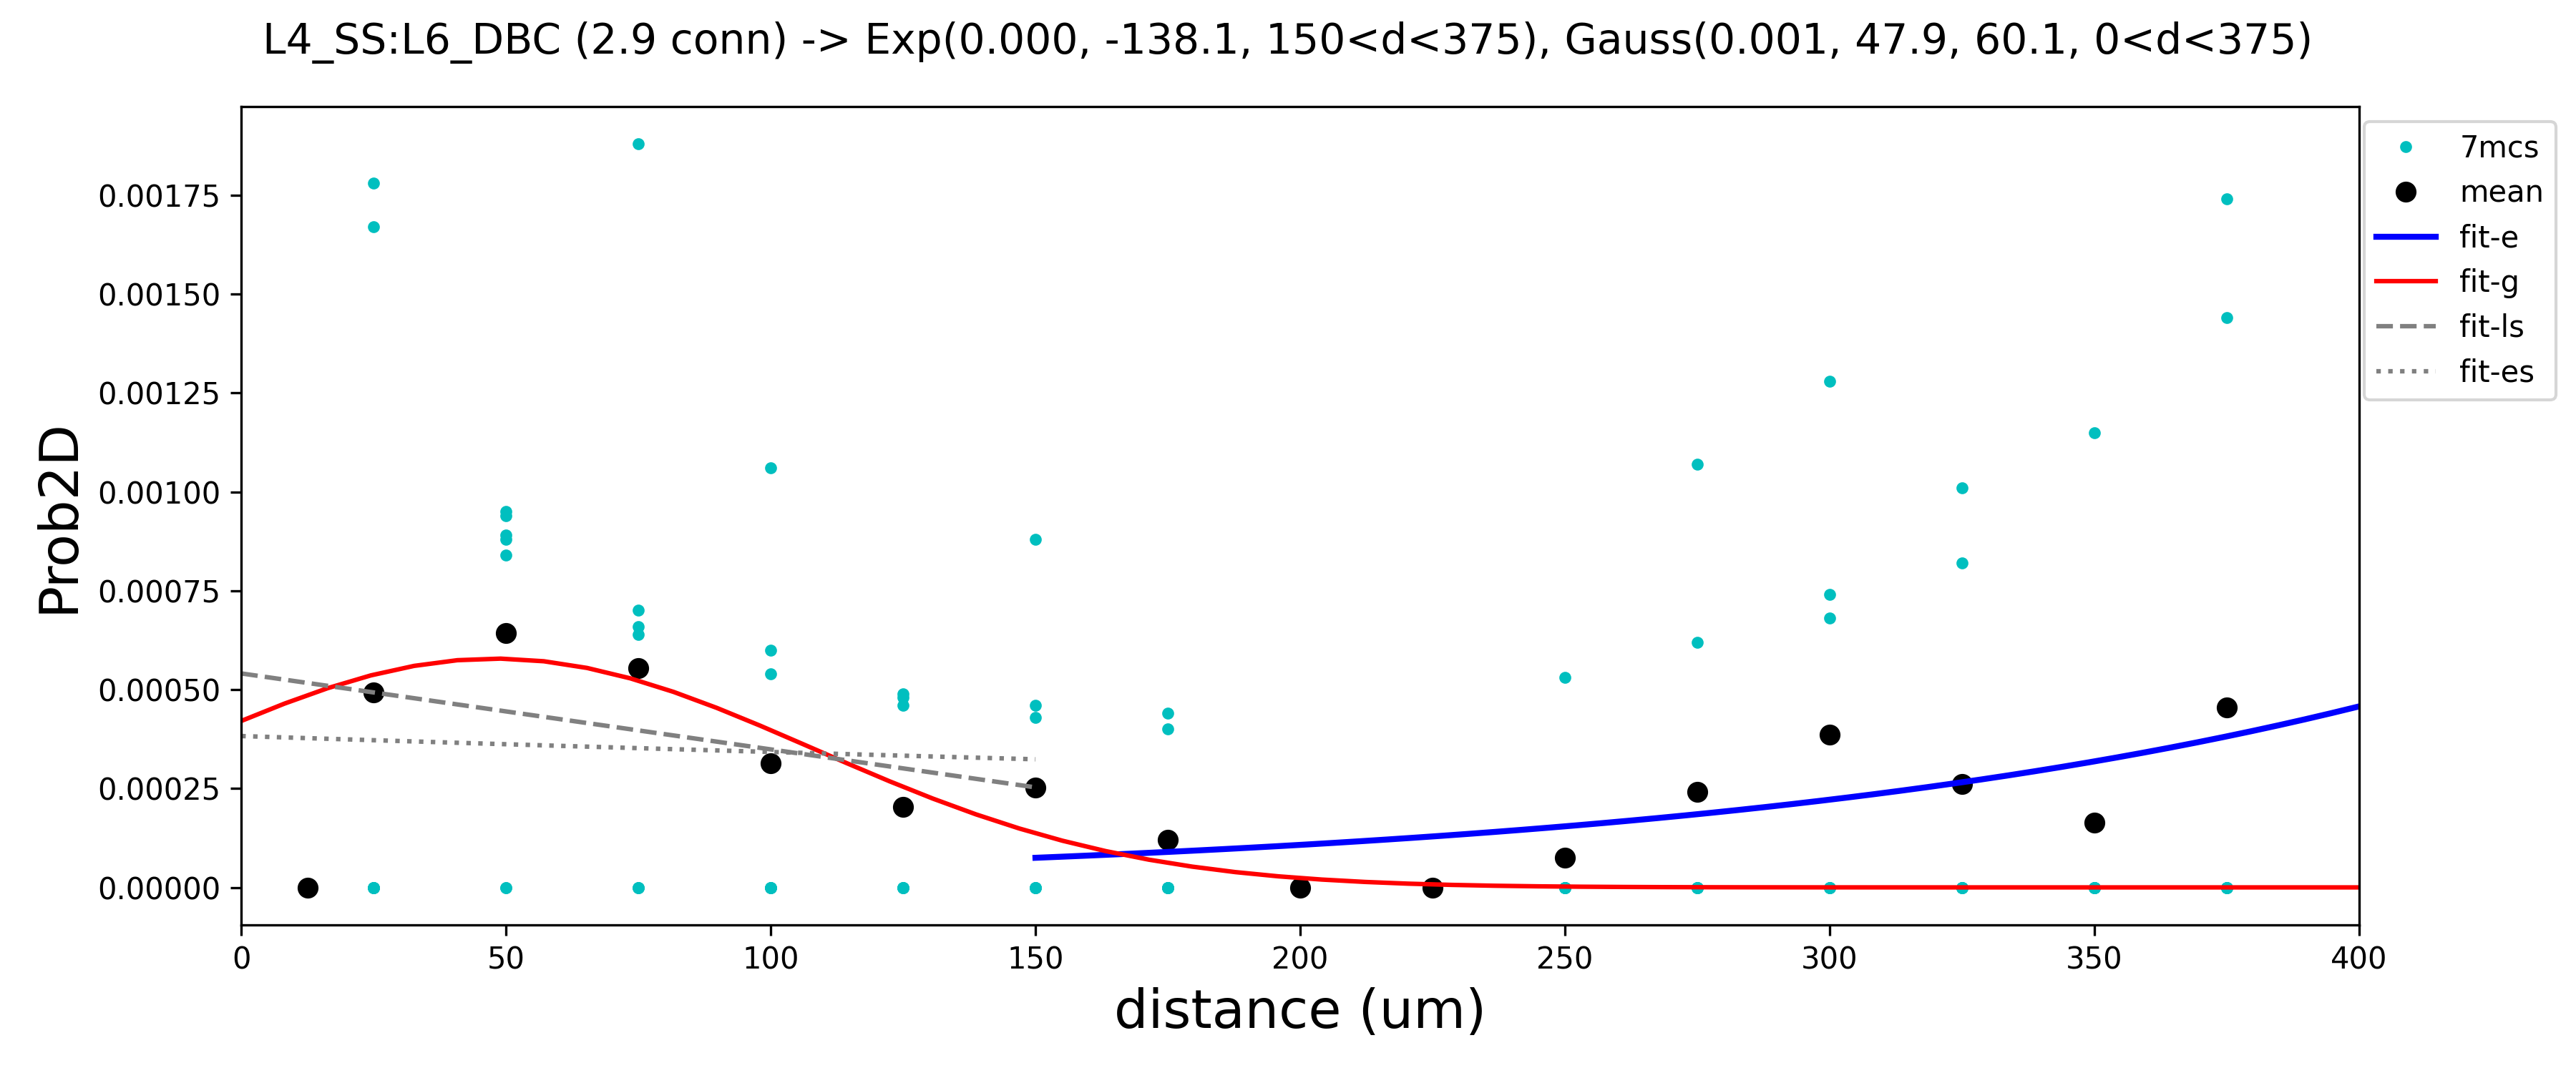 L4_SS:L6_DBC (2.9 conn) -> Exp(0.000, -138.1, 150<d<375), Gauss(0.001, 47.9, 60.1, 0<d<375)
7mcs
mean
fit-e
fit-g
fit-ls
fit-es
Prob2D
0.00175
0.00150
0.00125
0.00100
0.00075
0.00050
0.00025
0.00000
0 50 100 150 200 250 300 350 400
distance (um)